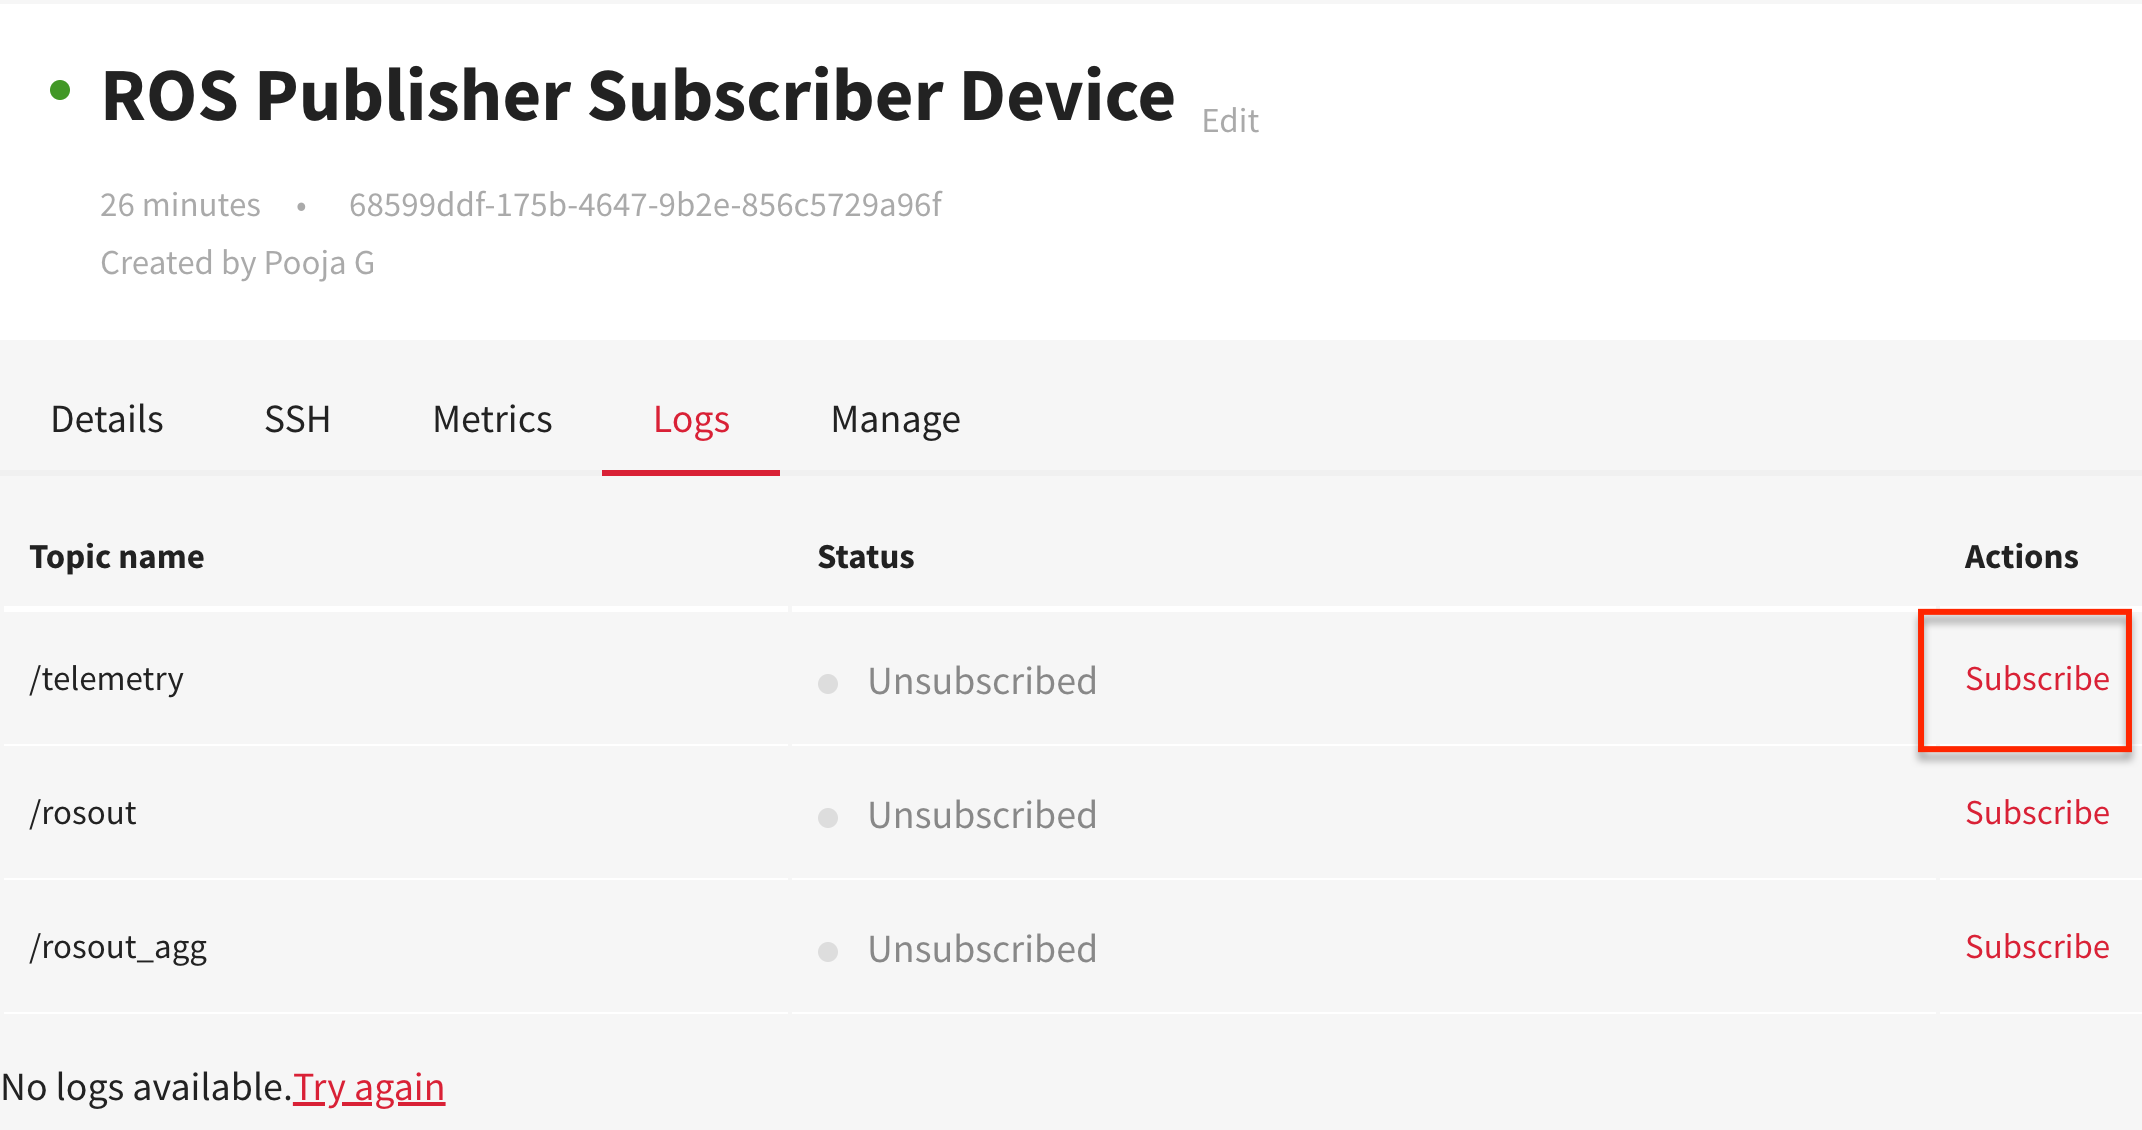 ROS Publisher Subscriber Device Edit
26 minutes • 68599ddf-175b-4647-9b2e-856c5729a96f
Created by Pooja G
Details SSH Metrics Logs Manage
Topic name Status Actions
/telemetry Unsubscribed Subscribe
/rosout Unsubscribed Subscribe
/rosout_agg Unsubscribed Subscribe
No logs available.Try again